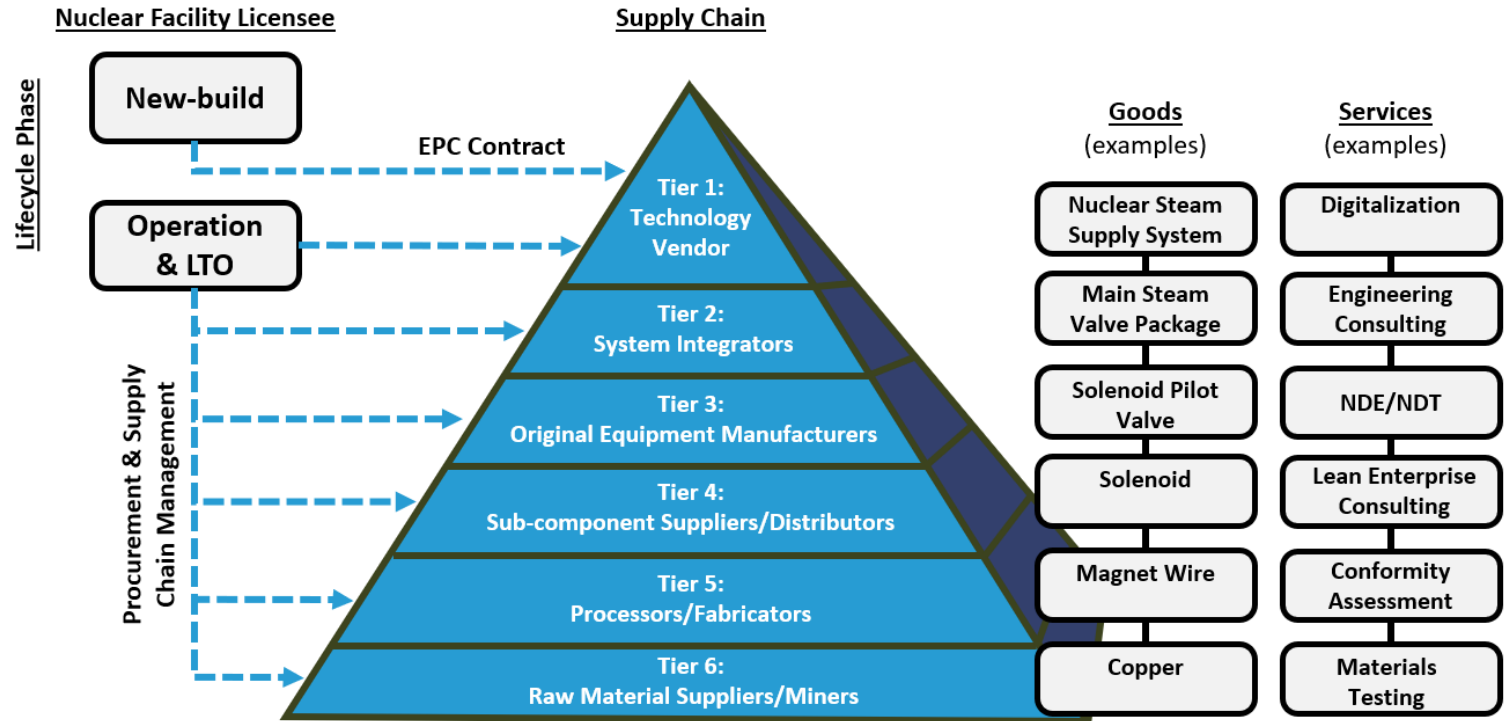 Nuclear Facility Licensee
Supply Chain
Lifecycle Phase
New-build
EPC Contract
Operation
& LTO
Procurement & Supply
Chain Management
Tier 1:
Technology
Vendor
Tier 2:
System Integrators
Tier 3:
Original Equipment Manufacturers
Tier 4:
Sub-component Suppliers/Distributors
Tier 5:
Processors/Fabricators
Tier 6:
Raw Material Suppliers/Miners
Goods
(examples)
Nuclear Steam
Supply System
Main Steam
Valve Package
Solenoid Pilot
Valve
Solenoid
Magnet Wire
Copper
Services
(examples)
Digitalization
Engineering
Consulting
NDE/NDT
Lean Enterprise
Consulting
Conformity
Assessment
Materials
Testing